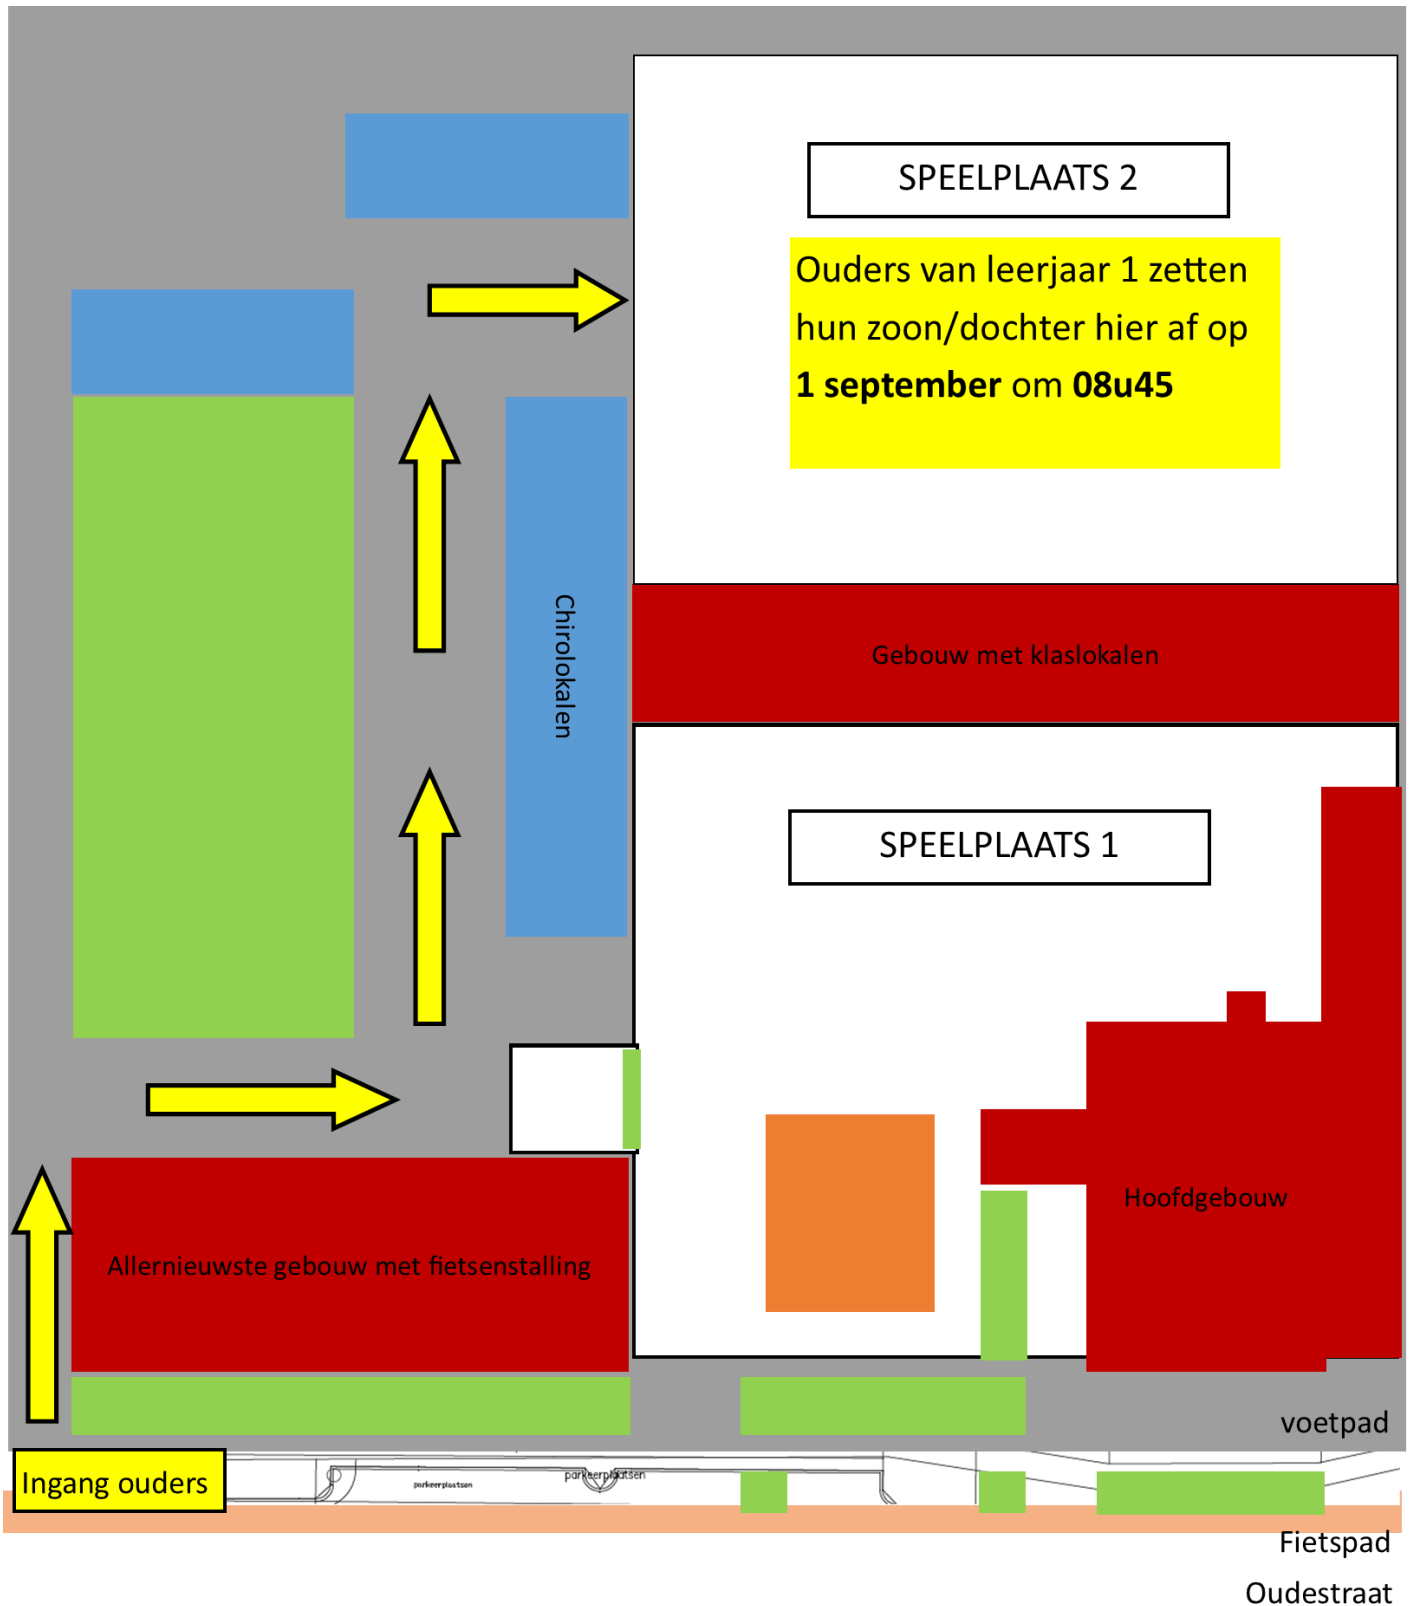 SPEELPLAATS 2
Ouders van leerjaar 1 zetten
hun zoon/dochter hier af op
1 september om 08u45
Chirolokalen
Gebouw met klaslokalen
SPEELPLAATS 1
Hoofdgebouw
Allernieuwste gebouw met fietsenstalling
voetpad
Ingang ouders
parkeerplaatsen
parkeerplaatsen
Fietspad
Oudestraat